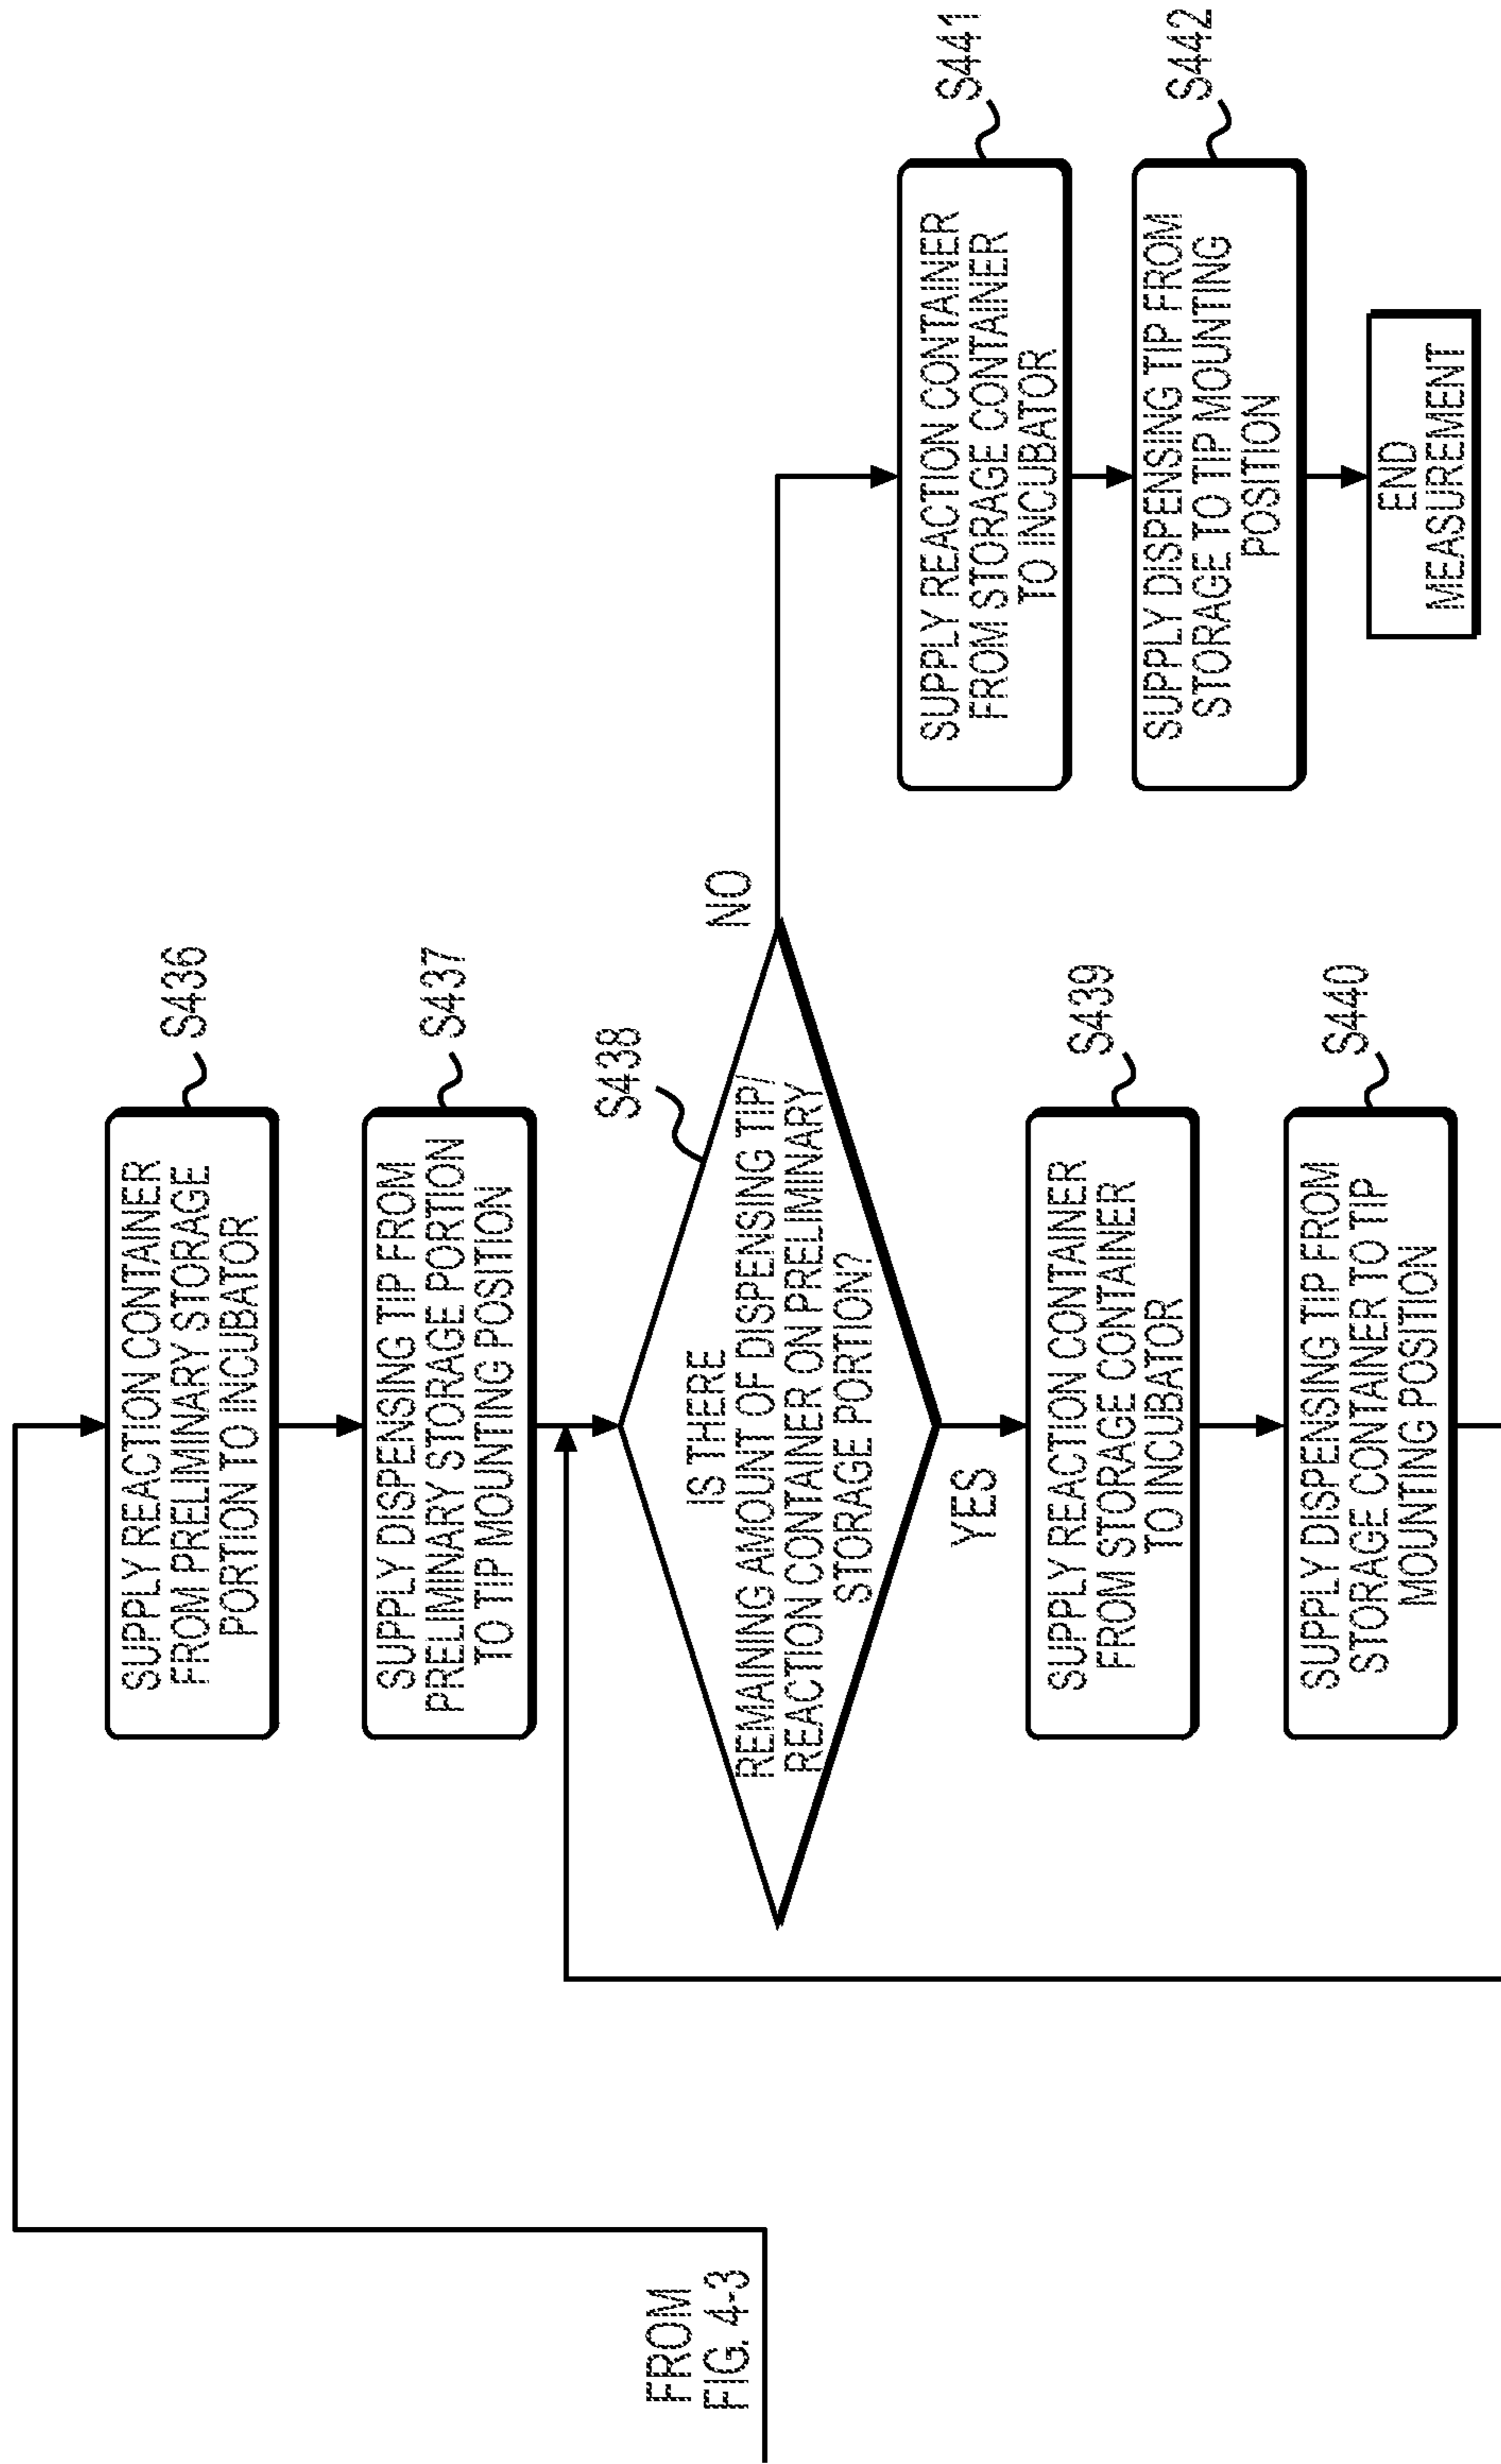 FROM
FIG. 4-3
SUPPLY REACTION CONTAINER
FROM PRELIMINARY STORAGE
PORTION TO INCUBATOR
S436
SUPPLY DISPENSING TIP FROM
PRELIMINARY STORAGE PORTION
TO TIP MOUNTING POSITION
S437
S438
IS THERE
REMAINING AMOUNT OF DISPENSING TIP/
REACTION CONTAINER ON PRELIMINARY
STORAGE PORTION?
NO
YES
SUPPLY REACTION CONTAINER
FROM STORAGE CONTAINER
TO INCUBATOR
S439
SUPPLY DISPENSING TIP FROM
STORAGE CONTAINER TO TIP
MOUNTING POSITION
S440
SUPPLY REACTION CONTAINER
FROM STORAGE CONTAINER
TO INCUBATOR
S441
SUPPLY DISPENSING TIP FROM
STORAGE TO TIP MOUNTING
POSITION
S442
END
MEASUREMENT